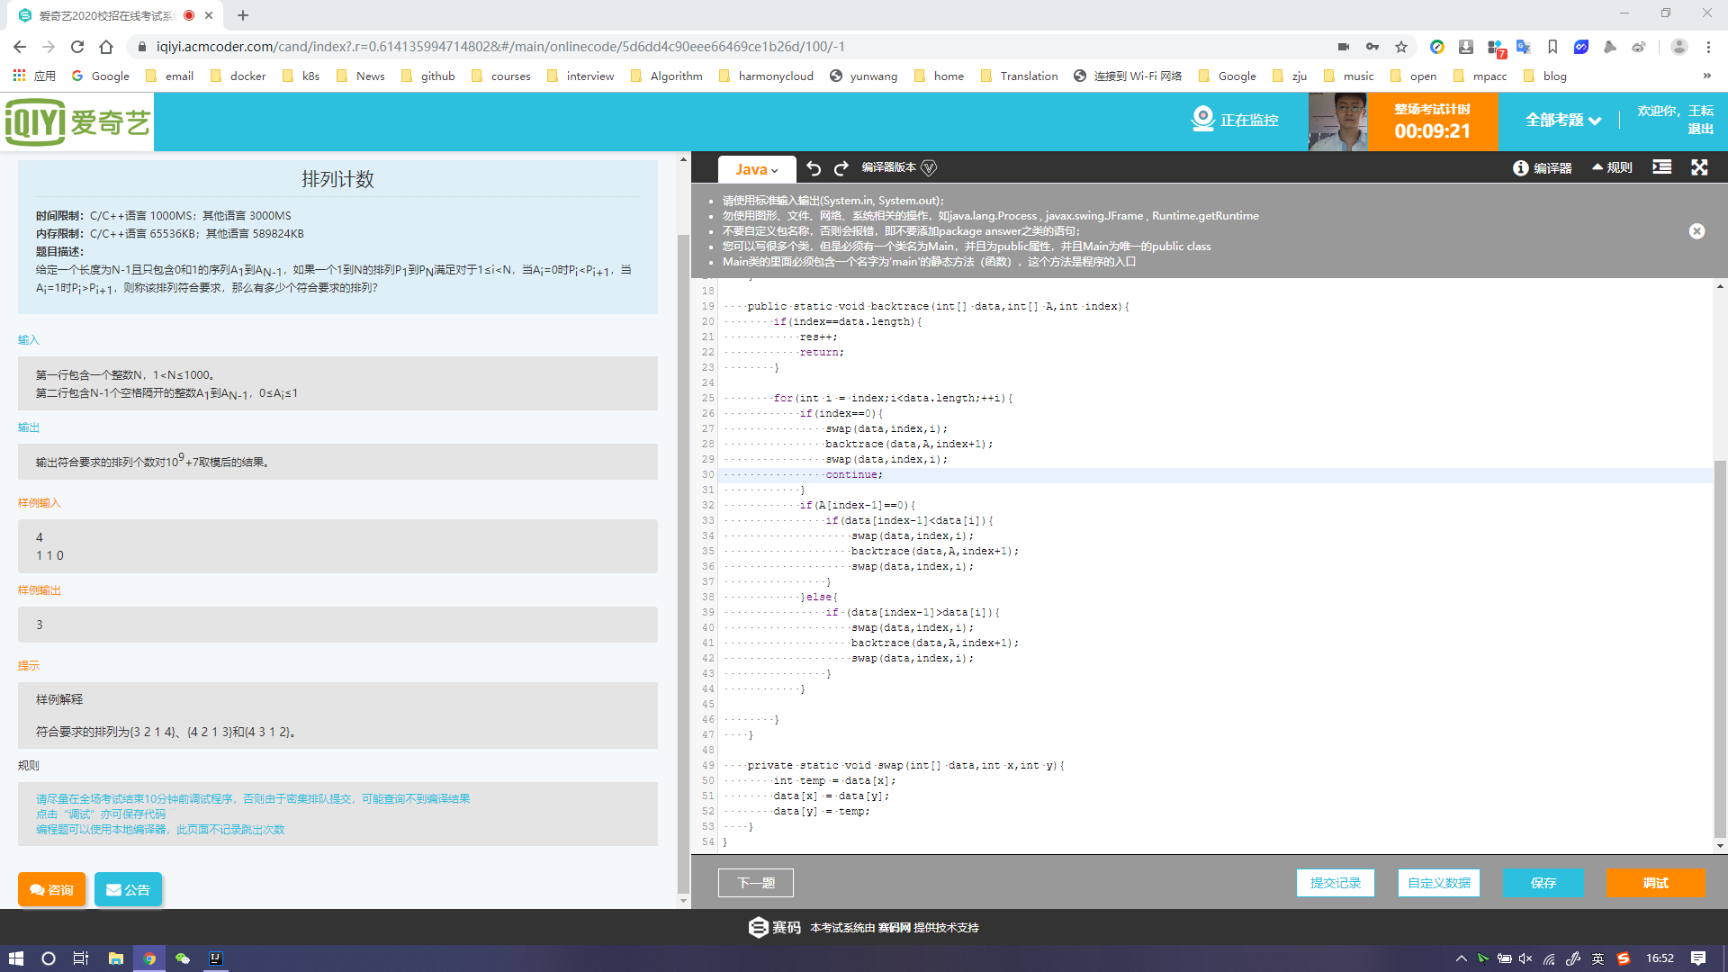 爱奇艺2020校招在线考试系
iqiyi.acmcoder.com/cand/index?.r=0.614135994714802&#/main/onlinecode/5d6dd4c90eee66469ce1b26d/100/-1
7
应用 Google email docker k8s News github courses interview Algorithm harmonycloud yunwang home Translation 连接到 Wi-Fi 网络 Google zju music open mpacc blog »
iQIYI 爱奇艺
正在监控
整场考试计时
00:09:21
全部考题
欢迎你，王耘
退出
排列计数
时间限制：C/C++语言 1000MS；其他语言 3000MS
内存限制：C/C++语言 65536KB；其他语言 589824KB
题目描述：
给定一个长度为N-1且只包含0和1的序列A1到AN-1，如果一个1到N的排列P1到PN满足对于1≤i<N，当Ai=0时Pi<Pi+1，当
Ai=1时Pi>Pi+1，则称该排列符合要求，那么有多少个符合要求的排列？
输入
第一行包含一个整数N，1<N≤1000。
第二行包含N-1个空格隔开的整数A1到AN-1，0≤Ai≤1
输出
输出符合要求的排列个数对10^9+7取模后的结果。
样例输入
4
1 1 0
样例输出
3
提示
样例解释
符合要求的排列为{3 2 1 4}、{4 2 1 3}和{4 3 1 2}。
规则
请尽量在全场考试结束10分钟前调试程序，否则由于密集排队提交，可能查询不到编译结果
点击“调试”亦可保存代码
编程题可以使用本地编译器，此页面不记录跳出次数
咨询 公告
Java 编译器版本 编译器 规则
请使用标准输入输出(System.in, System.out)；
勿使用图形、文件、网络、系统相关的操作，如java.lang.Process , javax.swing.JFrame , Runtime.getRuntime
不要自定义包名称，否则会报错，即不要添加package answer之类的语句；
您可以写很多个类，但是必须有一个类名为Main，并且为public属性，并且Main为唯一的public class
Main类的里面必须包含一个名字为'main'的静态方法（函数），这个方法是程序的入口
18
19 public static void backtrace(int[] data,int[] A,int index){
20 if(index==data.length){
21 res++;
22 return;
23 }
24
25 for(int i = index;i<data.length;++i){
26 if(index==0){
27 swap(data,index,i);
28 backtrace(data,A,index+1);
29 swap(data,index,i);
30 continue;
31 }
32 if(A[index-1]==0){
33 if(data[index-1]<data[i]){
34 swap(data,index,i);
35 backtrace(data,A,index+1);
36 swap(data,index,i);
37 }
38 }else{
39 if (data[index-1]>data[i]){
40 swap(data,index,i);
41 backtrace(data,A,index+1);
42 swap(data,index,i);
43 }
44 }
45
46 }
47 }
48
49 private static void swap(int[] data,int x,int y){
50 int temp = data[x];
51 data[x] = data[y];
52 data[y] = temp;
53 }
54 }
下一题 提交记录 自定义数据 保存 调试
赛码 本考试系统由 赛码网 提供技术支持
英 16:52